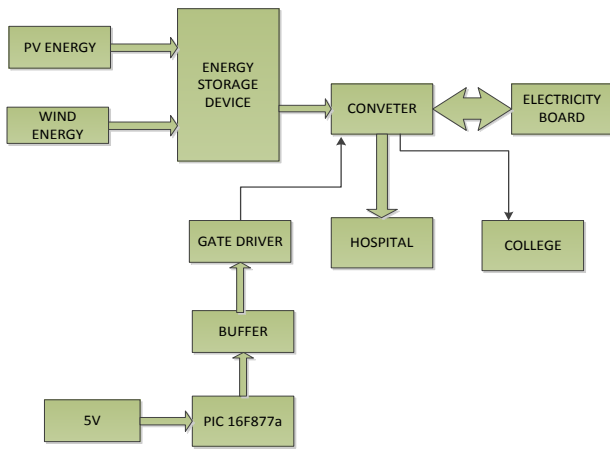 PV ENERGY
ENERGY
STORAGE
DEVICE
WIND
ENERGY
CONVETER
ELECTRICITY
BOARD
GATE DRIVER
HOSPITAL
COLLEGE
BUFFER
5V
PIC 16F877a